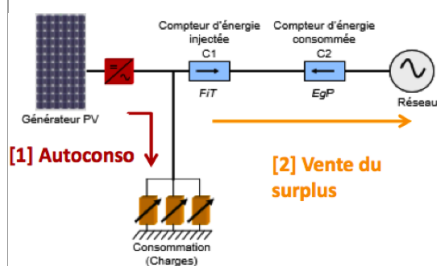 Compteur d'énergie
injectée
C1
FiT
Compteur d'énergie
consommée
C2
EgP
Réseau
Générateur PV
[1] Autoconso
[2] Vente du
surplus
Consommation
(Charges)